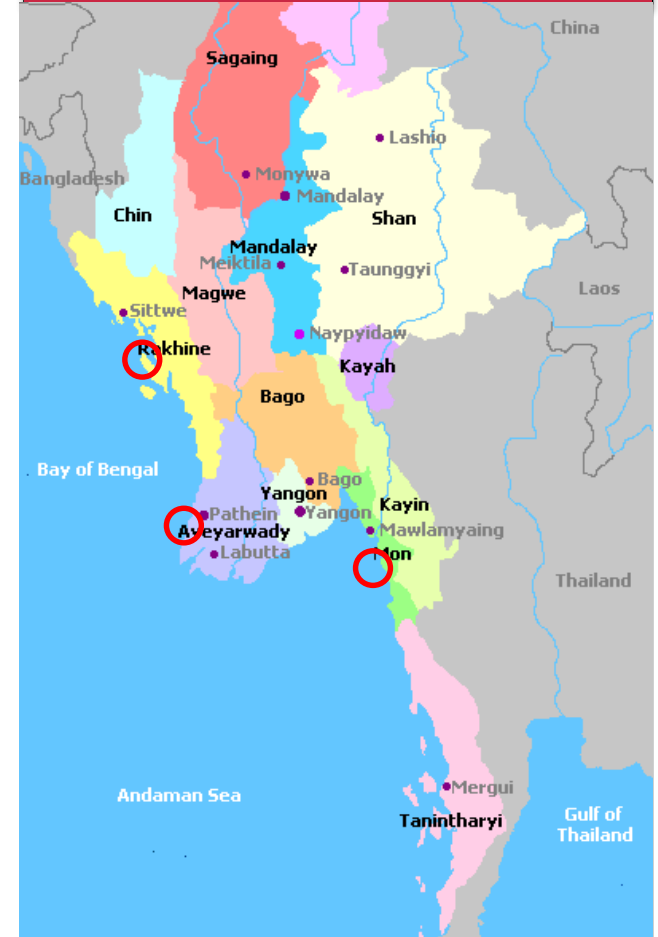 China
Sagaing
Lashio
Monywa
Bangladesh
Mandalay
Chin
Shan
Mandalay
Meiktila
Taunggyi
Laos
Magwe
Sittwe
Naypyidaw
Rakhine
Kayah
Bago
Bay of Bengal
Bago
Yangon
Kayin
Pathein
Yangon
Ayeyarwady
Mawlamyaing
Labutta
Mon
Thailand
Mergui
Andaman Sea
Tanintharyi
Gulf of
Thailand